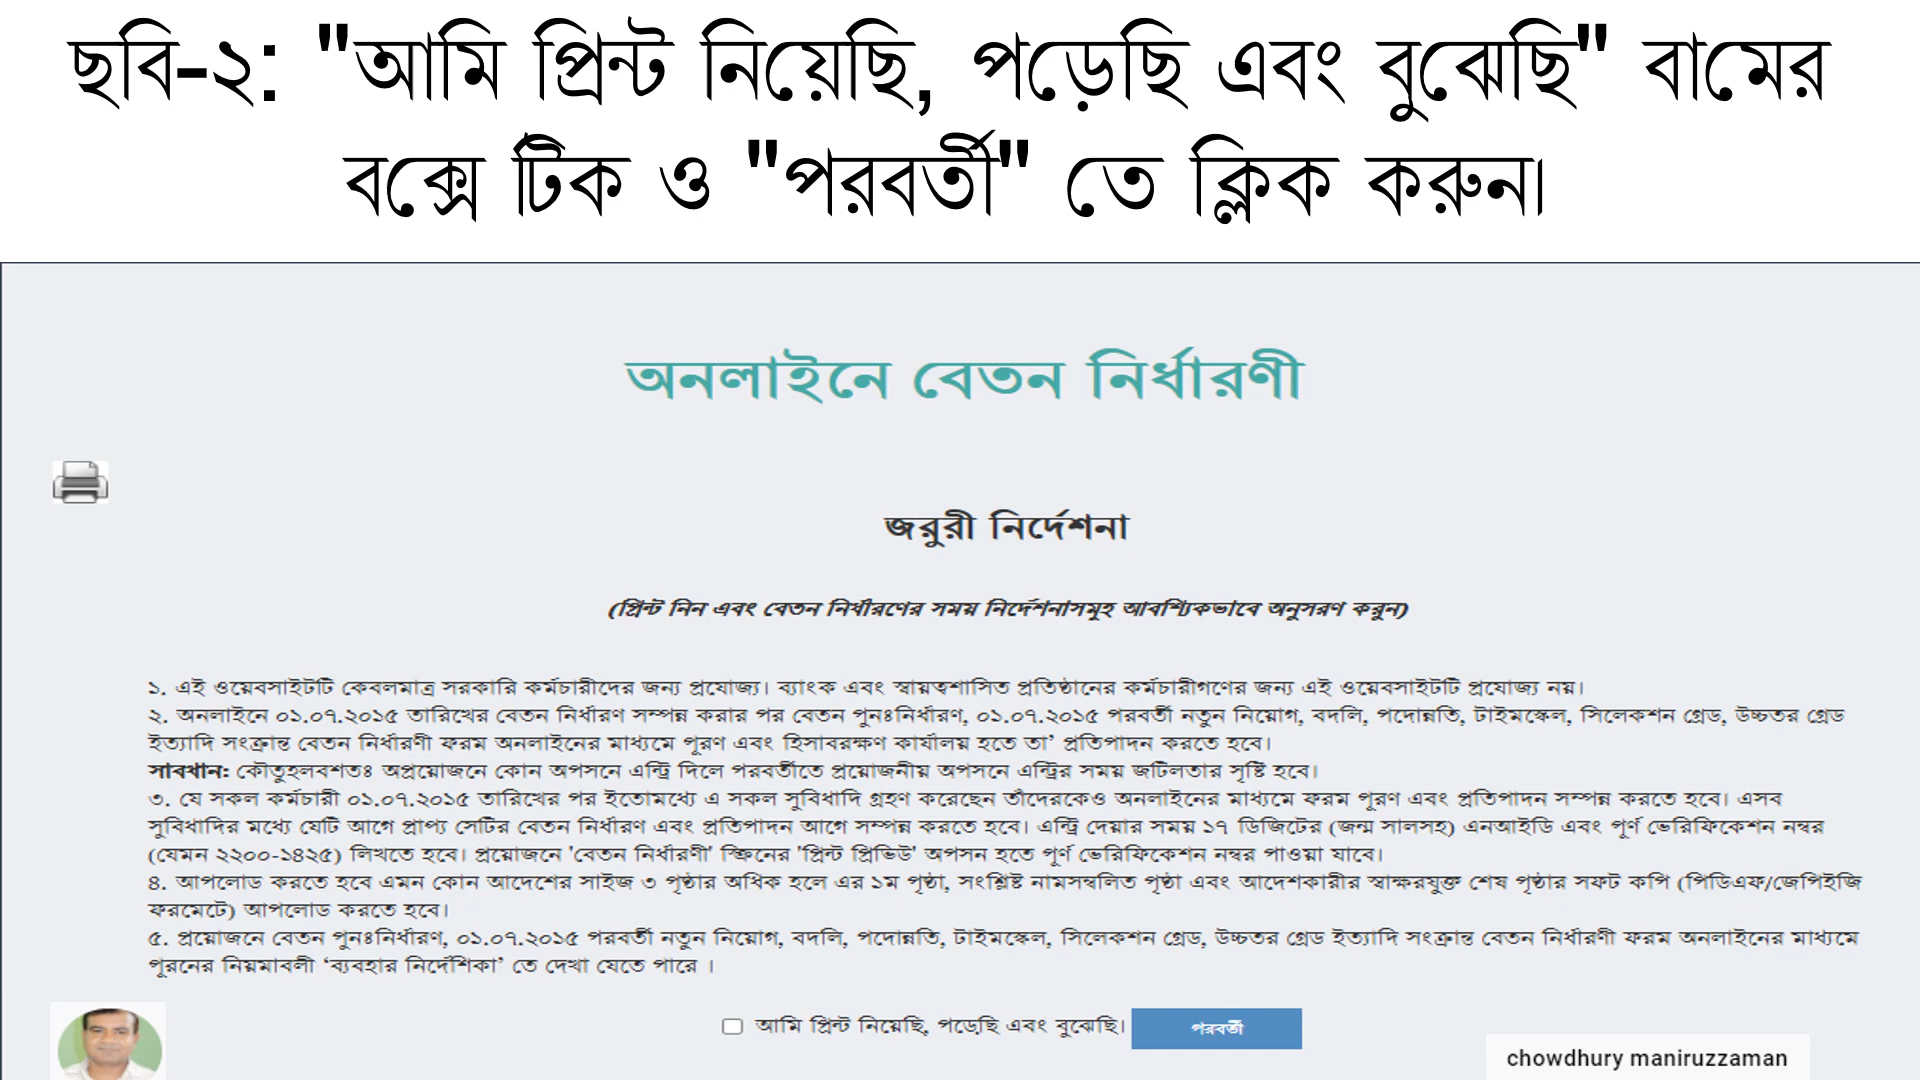 ছবি-২: "আমি প্রিন্ট নিয়েছি, পড়েছি এবং বুঝেছি" বামের
বক্সে টিক ও "পরবর্তী" তে ক্লিক করুন।
অনলাইনে বেতন নির্ধারণী
জরুরী নির্দেশনা
(প্রিন্ট নিন এবং বেতন নির্ধারণের সময় নির্দেশনাসমুহ আবশ্যিকভাবে অনুসরণ করুন)
১. এই ওয়েবসাইটটি কেবলমাত্র সরকারি কর্মচারীদের জন্য প্রযোজ্য। ব্যাংক এবং স্বায়ত্বশাসিত প্রতিষ্ঠানের কর্মচারীগণের জন্য এই ওয়েবসাইটটি প্রযোজ্য নয়।
২. অনলাইনে ০১.০৭.২০১৫ তারিখের বেতন নির্ধারণ সম্পন্ন করার পর বেতন পুনঃনির্ধারণ, ০১.০৭.২০১৫ পরবর্তী নতুন নিয়োগ, বদলি, পদোন্নতি, টাইমস্কেল, সিলেকশন গ্রেড, উচ্চতর গ্রেড
ইত্যাদি সংক্রান্ত বেতন নির্ধারণী ফরম অনলাইনের মাধ্যমে পূরণ এবং হিসাবরক্ষণ কার্যালয় হতে তা’ প্রতিপাদন করতে হবে।
সাবধান: কৌতুহলবশতঃ অপ্রয়োজনে কোন অপসনে এন্ট্রি দিলে পরবর্তীতে প্রয়োজনীয় অপসনে এন্ট্রির সময় জটিলতার সৃষ্টি হবে।
৩. যে সকল কর্মচারী ০১.০৭.২০১৫ তারিখের পর ইতোমধ্যে এ সকল সুবিধাদি গ্রহণ করেছেন তাঁদেরকেও অনলাইনের মাধ্যমে ফরম পূরণ এবং প্রতিপাদন সম্পন্ন করতে হবে। এসব
সুবিধাদির মধ্যে যেটি আগে প্রাপ্য সেটির বেতন নির্ধারণ এবং প্রতিপাদন আগে সম্পন্ন করতে হবে। এন্ট্রি দেয়ার সময় ১৭ ডিজিটের (জন্ম সালসহ) এনআইডি এবং পূর্ণ ভেরিফিকেশন নম্বর
(যেমন ২২০০-১৪২৫) লিখতে হবে। প্রয়োজনে 'বেতন নির্ধারণী' স্ক্রিনের 'প্রিন্ট প্রিভিউ' অপসন হতে পূর্ণ ভেরিফিকেশন নম্বর পাওয়া যাবে।
৪. আপলোড করতে হবে এমন কোন আদেশের সাইজ ৩ পৃষ্ঠার অধিক হলে এর ১ম পৃষ্ঠা, সংশ্লিষ্ট নামসম্বলিত পৃষ্ঠা এবং আদেশকারীর স্বাক্ষরযুক্ত শেষ পৃষ্ঠার সফট কপি (পিডিএফ/জেপিইজি
ফরমেটে) আপলোড করতে হবে।
৫. প্রয়োজনে বেতন পুনঃনির্ধারণ, ০১.০৭.২০১৫ পরবর্তী নতুন নিয়োগ, বদলি, পদোন্নতি, টাইমস্কেল, সিলেকশন গ্রেড, উচ্চতর গ্রেড ইত্যাদি সংক্রান্ত বেতন নির্ধারণী ফরম অনলাইনের মাধ্যমে
পূরনের নিয়মাবলী ‘ব্যবহার নির্দেশিকা’ তে দেখা যেতে পারে ।
আমি প্রিন্ট নিয়েছি, পড়েছি এবং বুঝেছি। পরবর্তী
chowdhury maniruzzaman